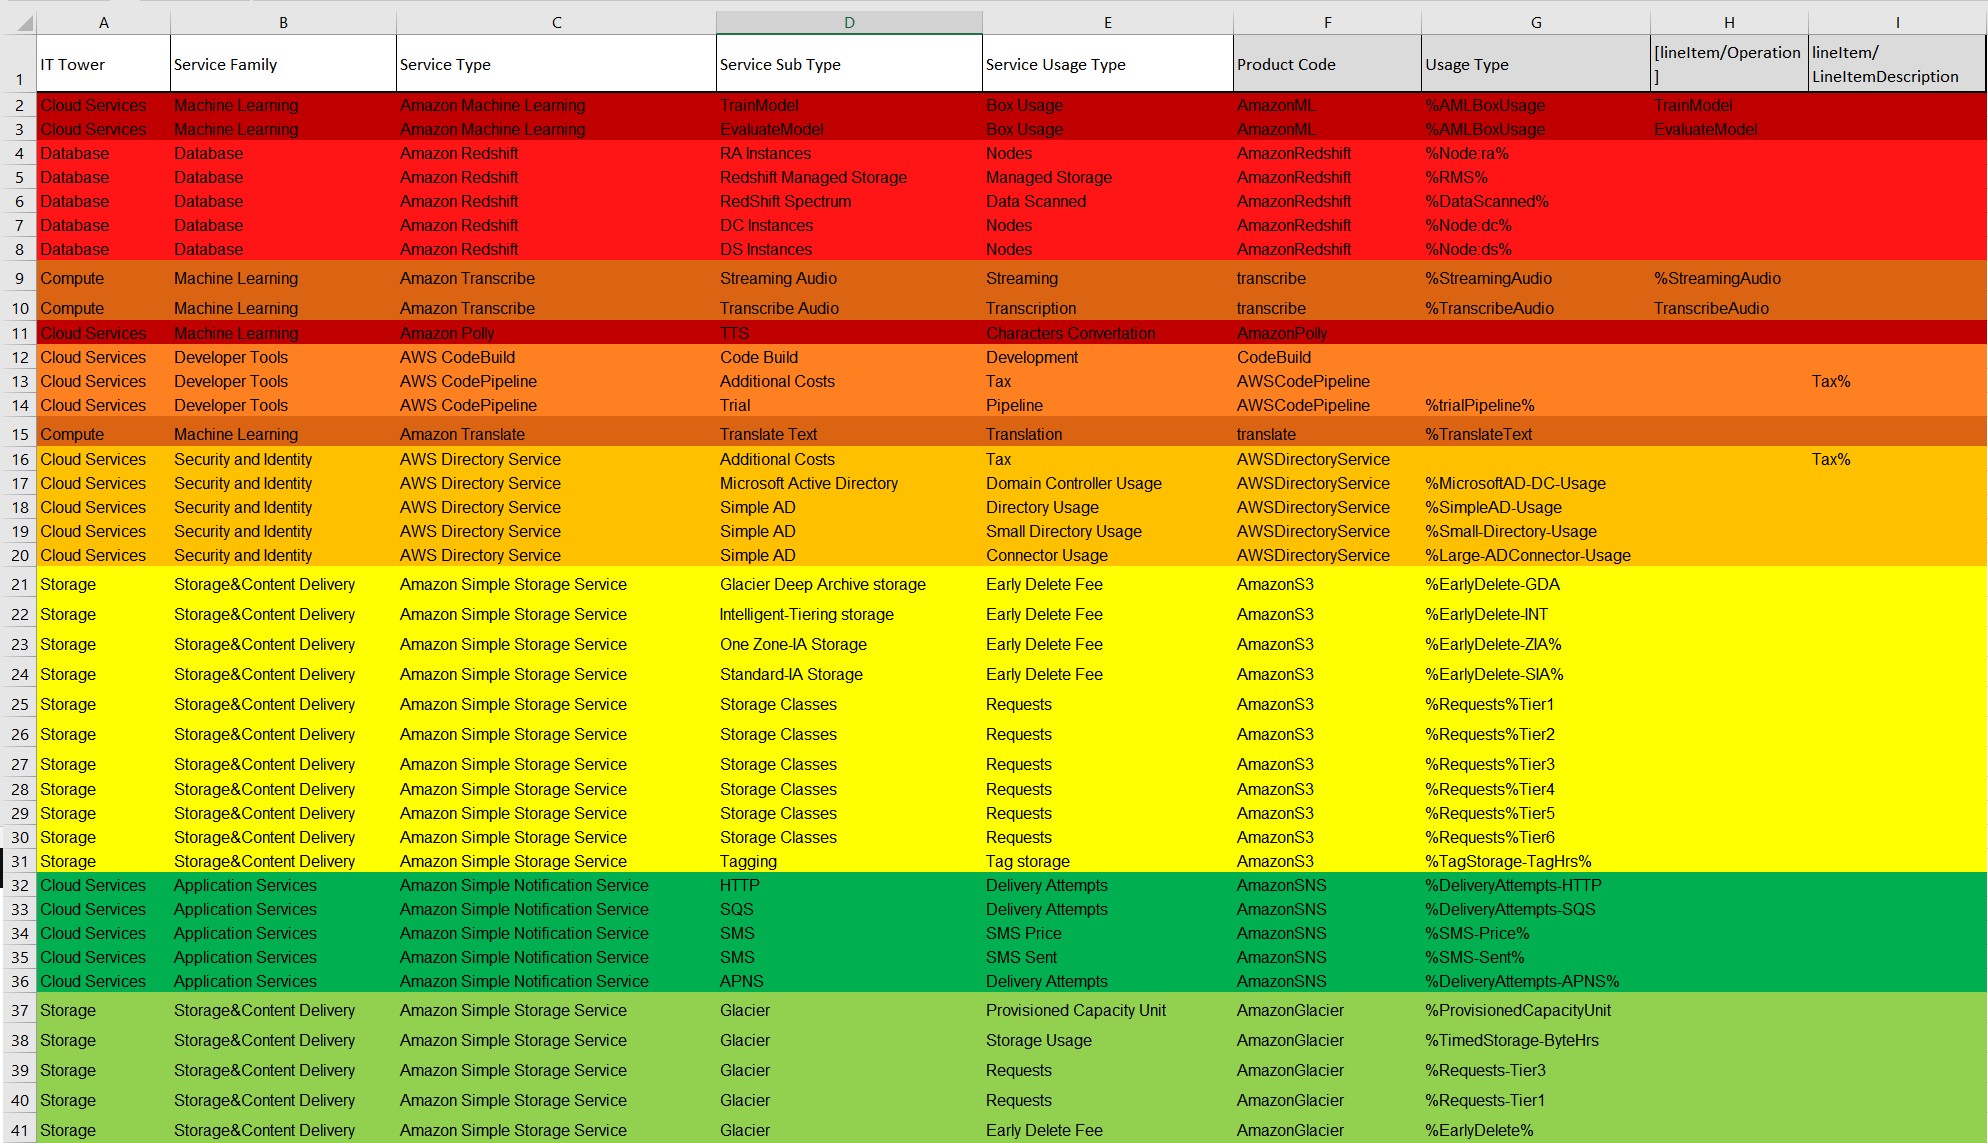 A B C D E F G H I
1 IT Tower Service Family Service Type Service Sub Type Service Usage Type Product Code Usage Type [lineItem/Operation] lineItem/LineItemDescription
2 Cloud Services Machine Learning Amazon Machine Learning TrainModel Box Usage AmazonML %AMLBoxUsage TrainModel
3 Cloud Services Machine Learning Amazon Machine Learning EvaluateModel Box Usage AmazonML %AMLBoxUsage EvaluateModel
4 Database Database Amazon Redshift RA Instances Nodes AmazonRedshift %Node:ra%
5 Database Database Amazon Redshift Redshift Managed Storage Managed Storage AmazonRedshift %RMS%
6 Database Database Amazon Redshift RedShift Spectrum Data Scanned AmazonRedshift %DataScanned%
7 Database Database Amazon Redshift DC Instances Nodes AmazonRedshift %Node:dc%
8 Database Database Amazon Redshift DS Instances Nodes AmazonRedshift %Node:ds%
9 Compute Machine Learning Amazon Transcribe Streaming Audio Streaming transcribe %StreamingAudio %StreamingAudio
10 Compute Machine Learning Amazon Transcribe Transcribe Audio Transcription transcribe %TranscribeAudio TranscribeAudio
11 Cloud Services Machine Learning Amazon Polly TTS Characters Convertation AmazonPolly
12 Cloud Services Developer Tools AWS CodeBuild Code Build Development CodeBuild
13 Cloud Services Developer Tools AWS CodePipeline Additional Costs Tax AWSCodePipeline Tax%
14 Cloud Services Developer Tools AWS CodePipeline Trial Pipeline AWSCodePipeline %trialPipeline%
15 Compute Machine Learning Amazon Translate Translate Text Translation translate %TranslateText
16 Cloud Services Security and Identity AWS Directory Service Additional Costs Tax AWSDirectoryService Tax%
17 Cloud Services Security and Identity AWS Directory Service Microsoft Active Directory Domain Controller Usage AWSDirectoryService %MicrosoftAD-DC-Usage
18 Cloud Services Security and Identity AWS Directory Service Simple AD Directory Usage AWSDirectoryService %SimpleAD-Usage
19 Cloud Services Security and Identity AWS Directory Service Simple AD Small Directory Usage AWSDirectoryService %Small-Directory-Usage
20 Cloud Services Security and Identity AWS Directory Service Simple AD Connector Usage AWSDirectoryService %Large-ADConnector-Usage
21 Storage Storage&Content Delivery Amazon Simple Storage Service Glacier Deep Archive storage Early Delete Fee AmazonS3 %EarlyDelete-GDA
22 Storage Storage&Content Delivery Amazon Simple Storage Service Intelligent-Tiering storage Early Delete Fee AmazonS3 %EarlyDelete-INT
23 Storage Storage&Content Delivery Amazon Simple Storage Service One Zone-IA Storage Early Delete Fee AmazonS3 %EarlyDelete-ZIA%
24 Storage Storage&Content Delivery Amazon Simple Storage Service Standard-IA Storage Early Delete Fee AmazonS3 %EarlyDelete-SIA%
25 Storage Storage&Content Delivery Amazon Simple Storage Service Storage Classes Requests AmazonS3 %Requests%Tier1
26 Storage Storage&Content Delivery Amazon Simple Storage Service Storage Classes Requests AmazonS3 %Requests%Tier2
27 Storage Storage&Content Delivery Amazon Simple Storage Service Storage Classes Requests AmazonS3 %Requests%Tier3
28 Storage Storage&Content Delivery Amazon Simple Storage Service Storage Classes Requests AmazonS3 %Requests%Tier4
29 Storage Storage&Content Delivery Amazon Simple Storage Service Storage Classes Requests AmazonS3 %Requests%Tier5
30 Storage Storage&Content Delivery Amazon Simple Storage Service Storage Classes Requests AmazonS3 %Requests%Tier6
31 Storage Storage&Content Delivery Amazon Simple Storage Service Tagging Tag storage AmazonS3 %TagStorage-TagHrs%
32 Cloud Services Application Services Amazon Simple Notification Service HTTP Delivery Attempts AmazonSNS %DeliveryAttempts-HTTP
33 Cloud Services Application Services Amazon Simple Notification Service SQS Delivery Attempts AmazonSNS %DeliveryAttempts-SQS
34 Cloud Services Application Services Amazon Simple Notification Service SMS SMS Price AmazonSNS %SMS-Price%
35 Cloud Services Application Services Amazon Simple Notification Service SMS SMS Sent AmazonSNS %SMS-Sent%
36 Cloud Services Application Services Amazon Simple Notification Service APNS Delivery Attempts AmazonSNS %DeliveryAttempts-APNS%
37 Storage Storage&Content Delivery Amazon Simple Storage Service Glacier Provisioned Capacity Unit AmazonGlacier %ProvisionedCapacityUnit
38 Storage Storage&Content Delivery Amazon Simple Storage Service Glacier Storage Usage AmazonGlacier %TimedStorage-ByteHrs
39 Storage Storage&Content Delivery Amazon Simple Storage Service Glacier Requests AmazonGlacier %Requests-Tier3
40 Storage Storage&Content Delivery Amazon Simple Storage Service Glacier Requests AmazonGlacier %Requests-Tier1
41 Storage Storage&Content Delivery Amazon Simple Storage Service Glacier Early Delete Fee AmazonGlacier %EarlyDelete%